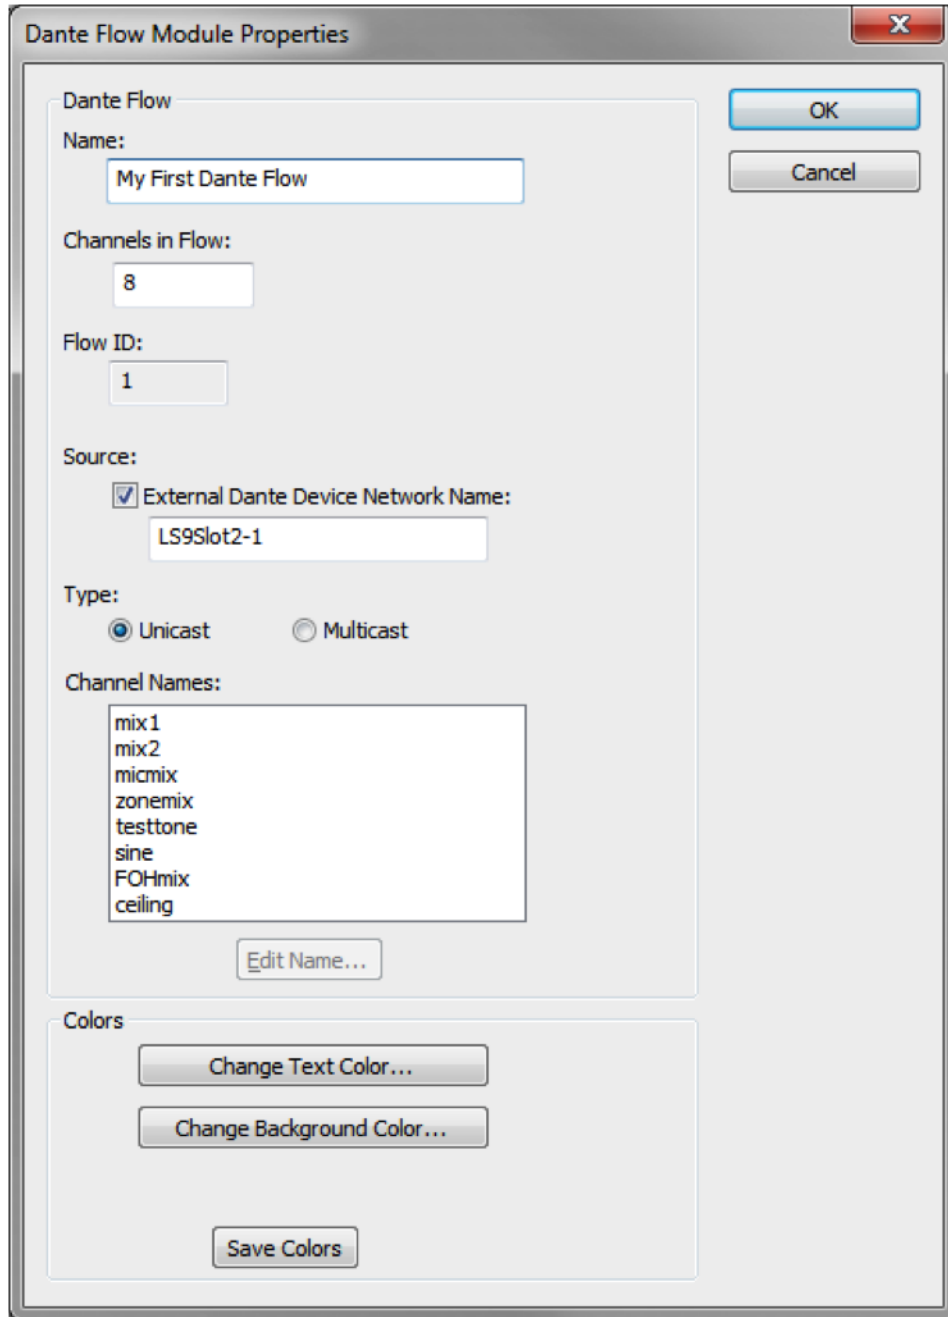 Dante Flow Module Properties
Dante Flow
OK
Name:
My First Dante Flow
Cancel
Channels in Flow:
8
Flow ID:
1
Source:
External Dante Device Network Name:
LS9Slot2-1
Type:
Unicast Multicast
Channel Names:
mix1
mix2
micmix
zonemix
testtone
sine
FOHmix
ceiling
Edit Name...
Colors
Change Text Color...
Change Background Color...
Save Colors